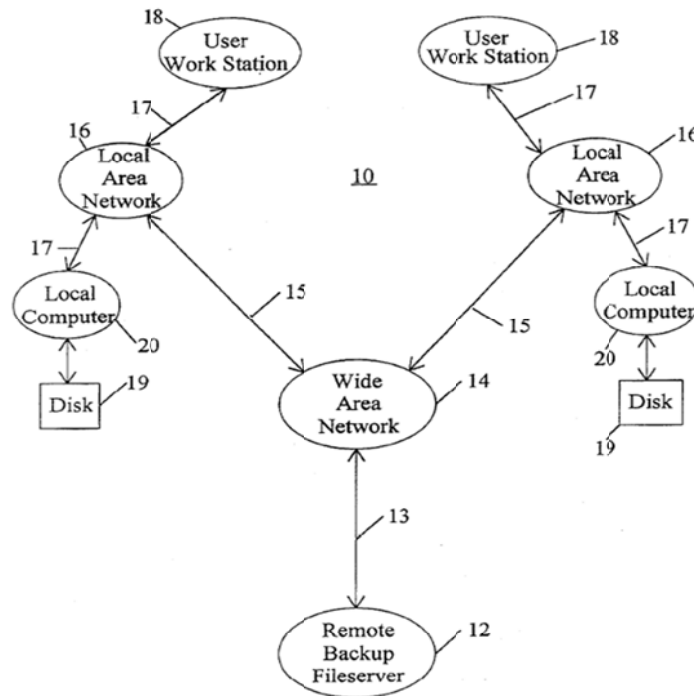 18
User
Work Station
User
Work Station
18
17
17
16
Local
Area
Network
10
Local
Area
Network
16
17
17
Local
Computer
20
15
15
Local
Computer
20
Disk
19
Wide
Area
Network
14
Disk
19
13
Remote
Backup
Fileserver
12